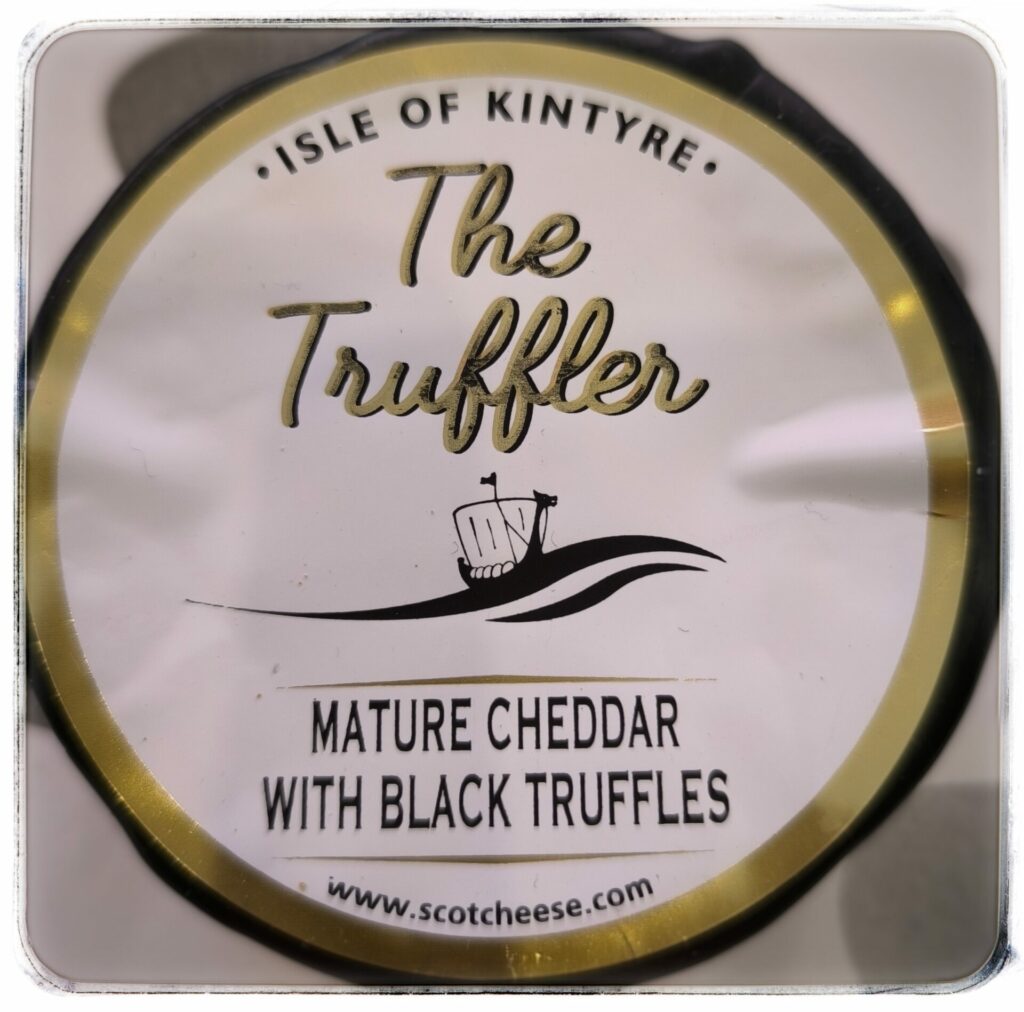 • ISLE OF KINTYRE •
The
Truffler
MATURE CHEDDAR
WITH BLACK TRUFFLES
www.scotcheese.com